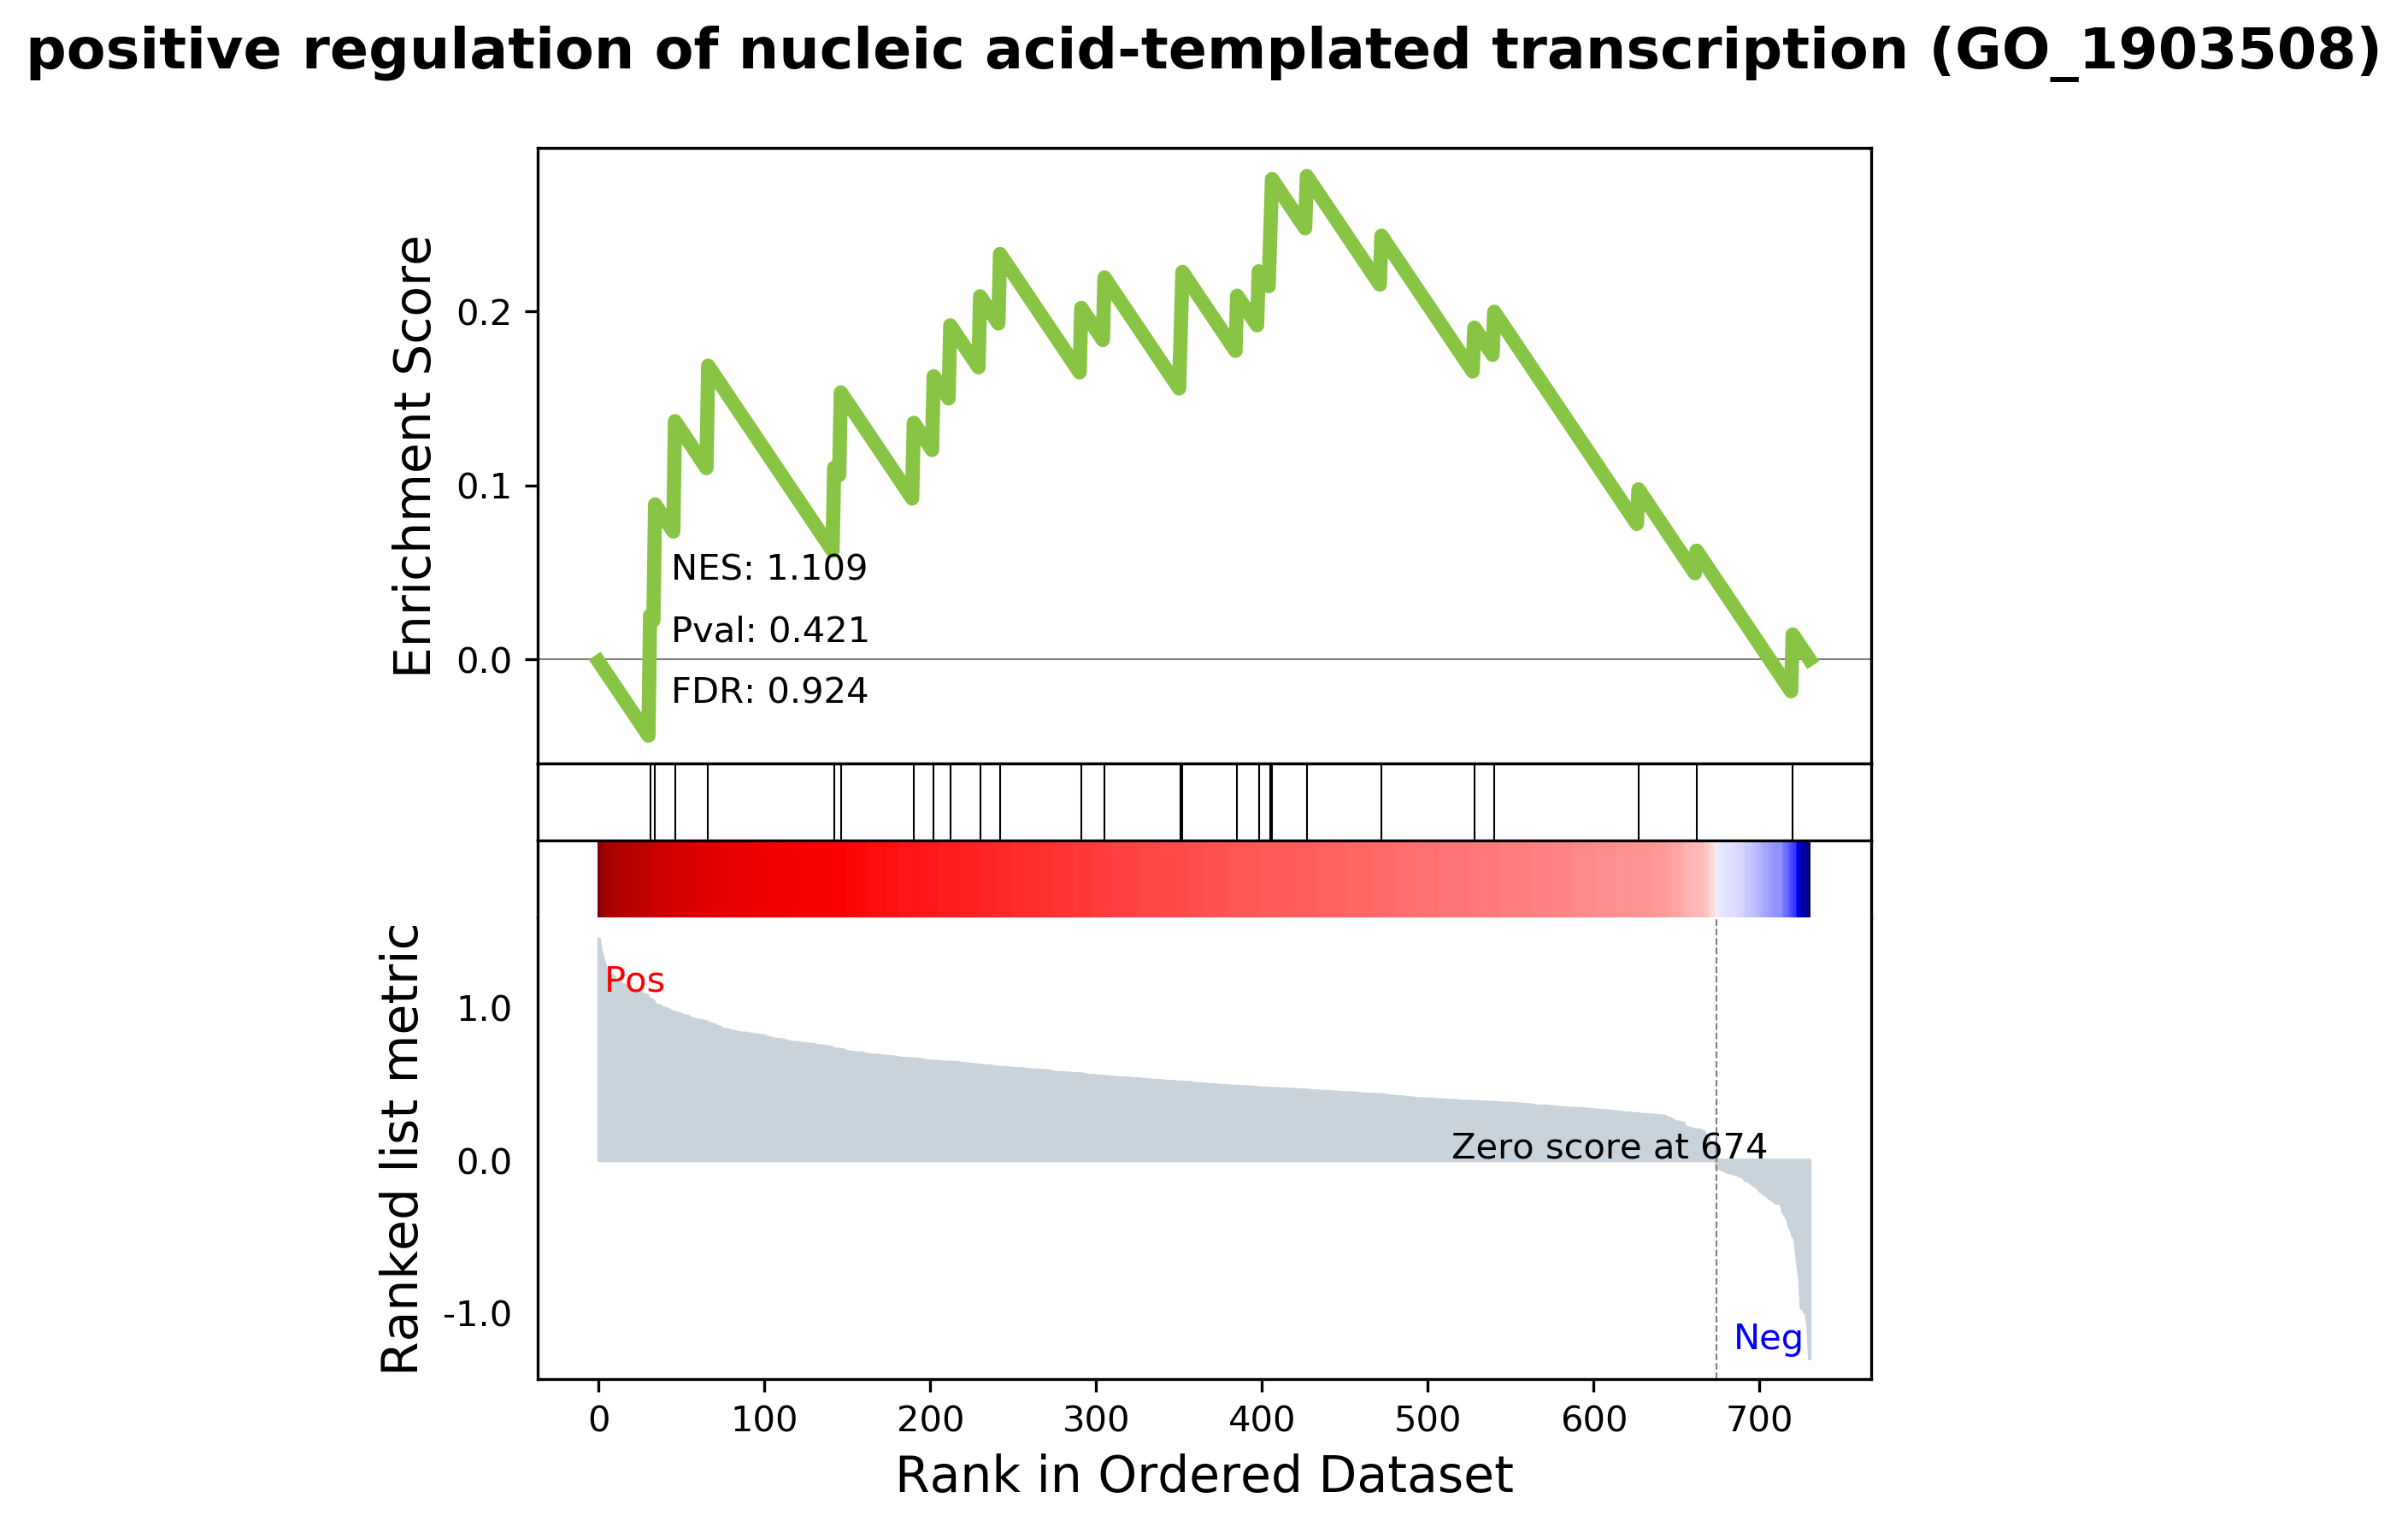 positive regulation of nucleic acid-templated transcription (GO_1903508)
Enrichment Score
0.2
0.1
0.0
NES: 1.109
Pval: 0.421
FDR: 0.924
Ranked list metric
1.0
0.0
-1.0
Pos
Zero score at 674
Neg
0 100 200 300 400 500 600 700
Rank in Ordered Dataset